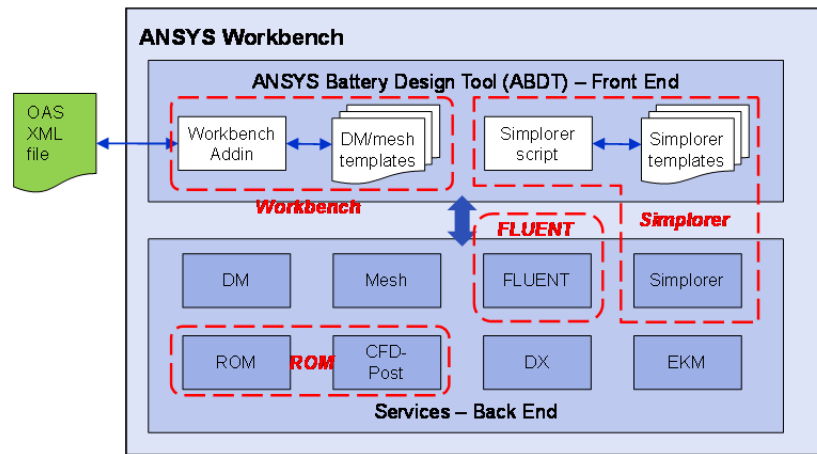 ANSYS Workbench
ANSYS Battery Design Tool (ABDT) – Front End
OAS
XML
file
Workbench
Addin
DM/mesh
templates
Simplorer
script
Simplorer
templates
Workbench
FLUENT
Simplorer
DM
Mesh
FLUENT
Simplorer
ROM
ROM
CFD-
Post
DX
EKM
Services – Back End